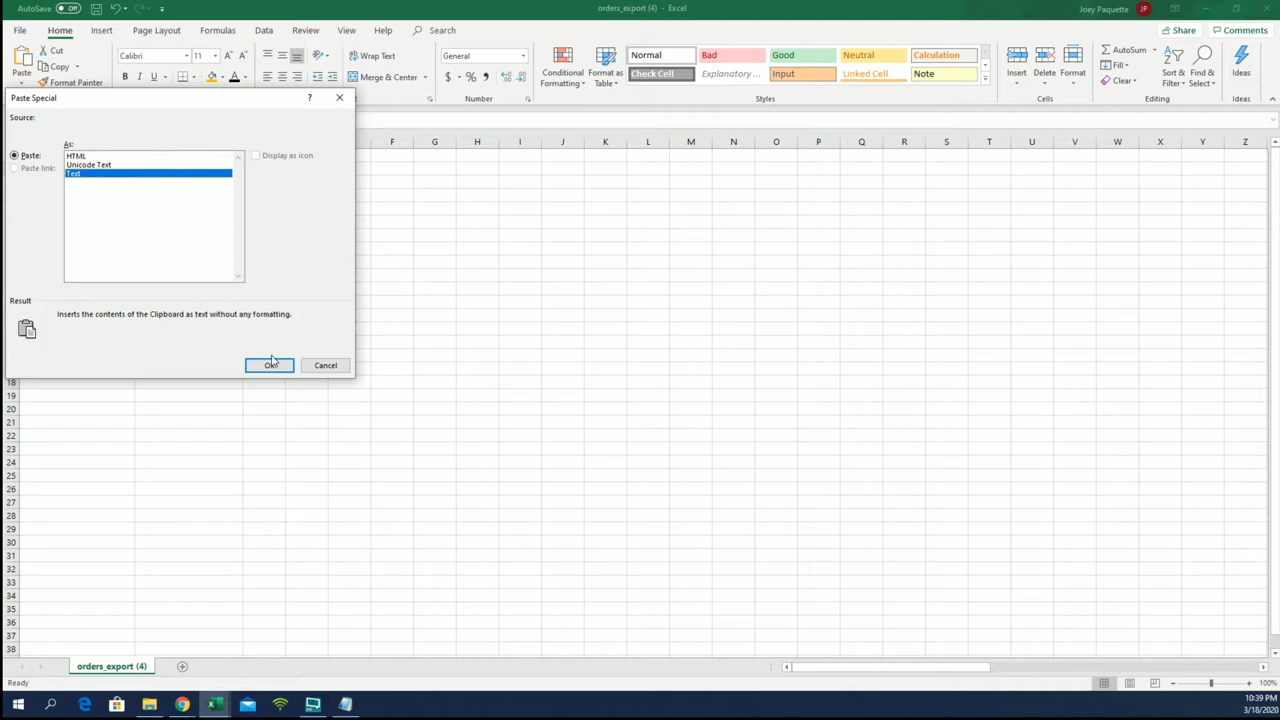 AutoSave Off orders_export (4) - Excel Joey Paquette JP
File Home Insert Page Layout Formulas Data Review View Help Search Share Comments
Paste Cut Calibri 11 Wrap Text General Conditional Formatting Format as Table Normal Bad Good Neutral Calculation Insert Delete Format AutoSum Sort & Filter Find & Select Ideas
Copy Fill
Format Painter B I U A Merge & Center $ % , Check Cell Explanatory ... Input Linked Cell Note Clear
Number Styles Cells Editing Ideas
Paste Special ? 
Source:
As:
Paste: HTML Display as icon
Paste link: Unicode Text
Text
Result
Inserts the contents of the Clipboard as text without any formatting.
Cancel
F G H I J K L M N O P Q R S T U V W X Y Z
18
19
20
21
22
23
24
25
26
27
28
29
30
31
32
33
34
35
36
37
38
orders_export (4)
Ready 100%
10:39 PM
3/18/2020